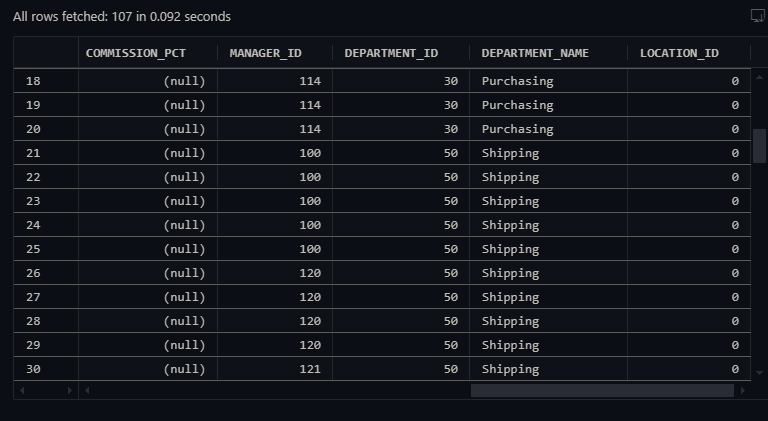 All rows fetched: 107 in 0.092 seconds
COMMISSION_PCT MANAGER_ID DEPARTMENT_ID DEPARTMENT_NAME LOCATION_ID
18 (null) 114 30 Purchasing 0
19 (null) 114 30 Purchasing 0
20 (null) 114 30 Purchasing 0
21 (null) 100 50 Shipping 0
22 (null) 100 50 Shipping 0
23 (null) 100 50 Shipping 0
24 (null) 100 50 Shipping 0
25 (null) 100 50 Shipping 0
26 (null) 120 50 Shipping 0
27 (null) 120 50 Shipping 0
28 (null) 120 50 Shipping 0
29 (null) 120 50 Shipping 0
30 (null) 121 50 Shipping 0